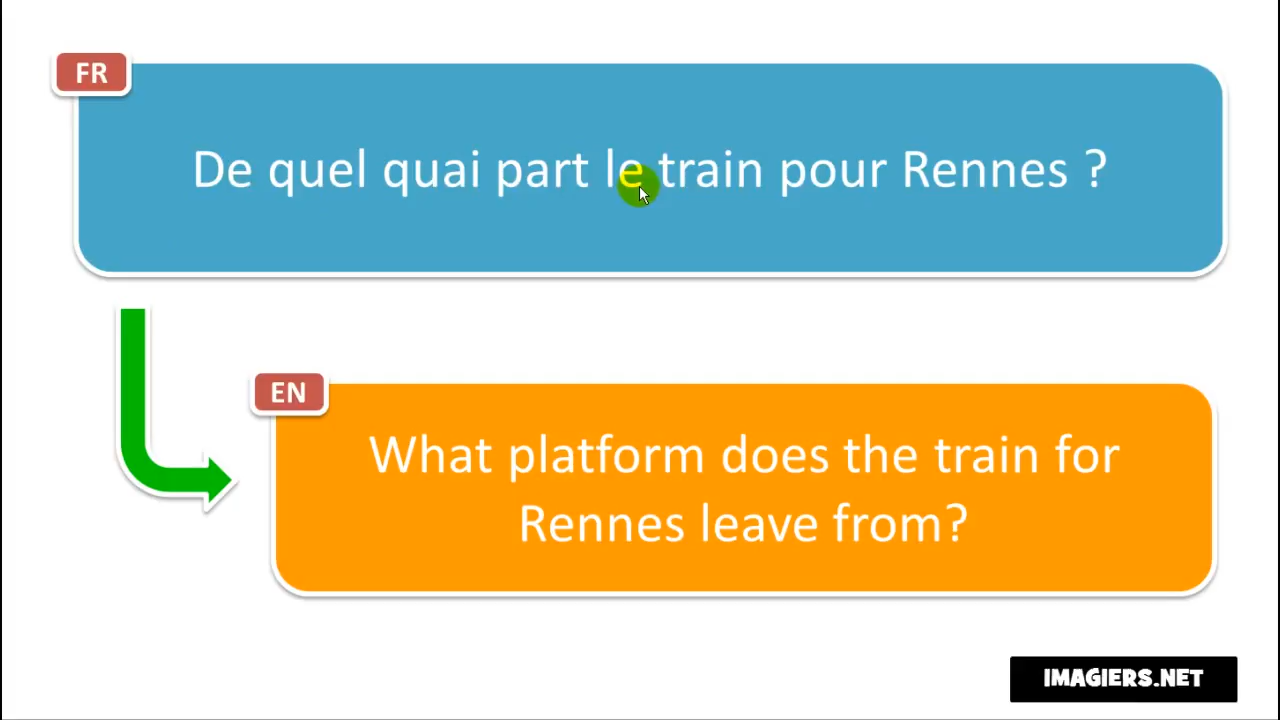 FR
De quel quai part le train pour Rennes ?
EN
What platform does the train for
Rennes leave from?
IMAGIERS.NET